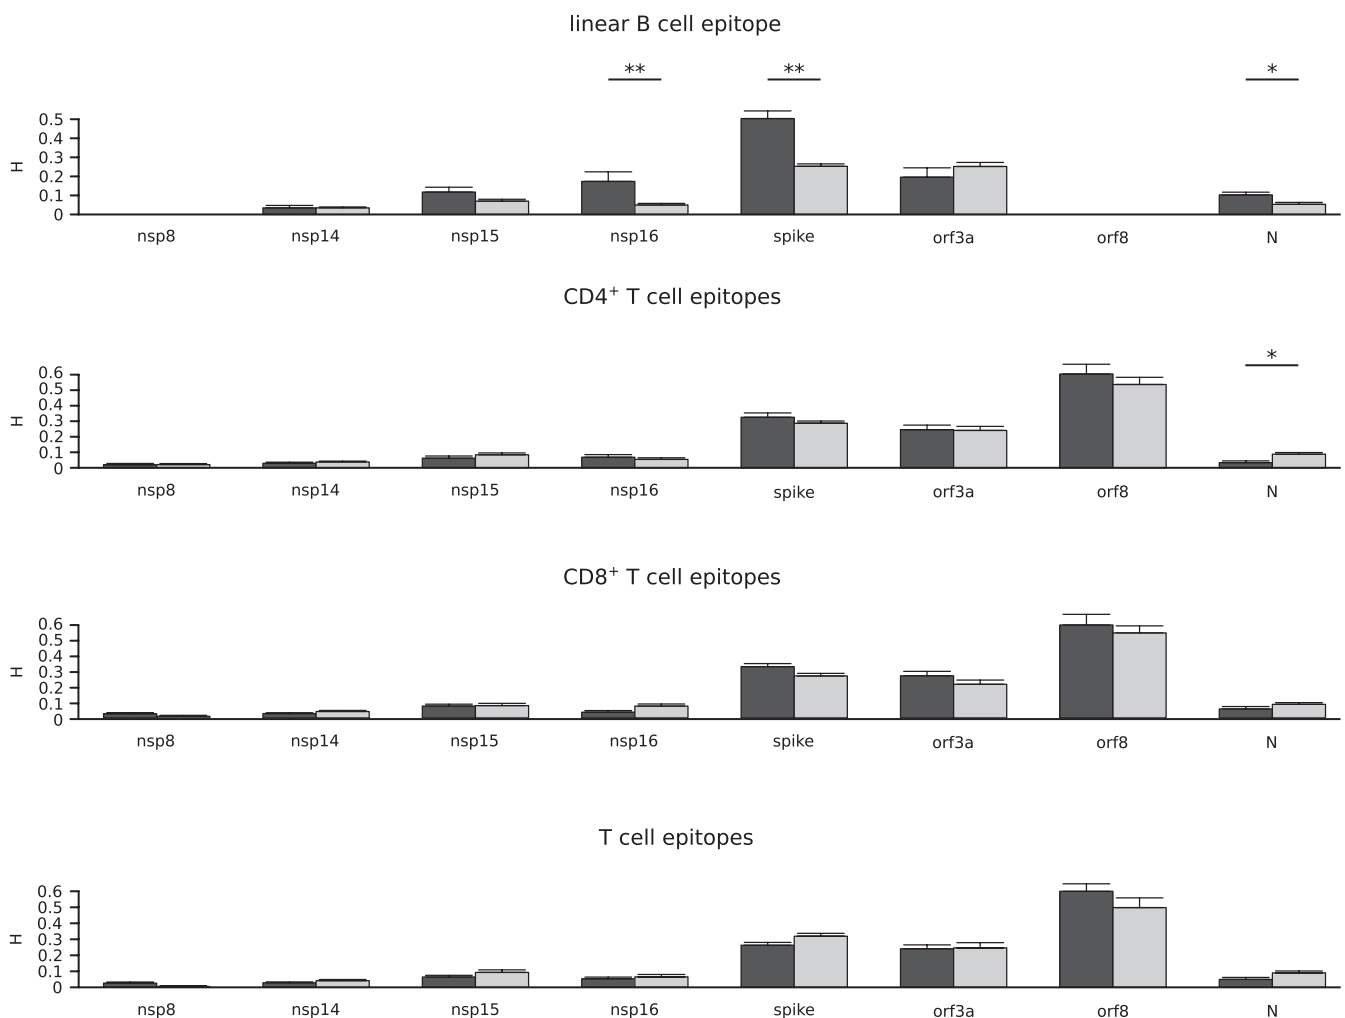 linear B cell epitope
** ** *
0.5
0.4
0.3
0.2
0.1
0
H
nsp8 nsp14 nsp15 nsp16 spike orf3a orf8 N
CD4⁺ T cell epitopes
*
0.6
0.5
0.4
0.3
0.2
0.1
0
H
nsp8 nsp14 nsp15 nsp16 spike orf3a orf8 N
CD8⁺ T cell epitopes
0.6
0.5
0.4
0.3
0.2
0.1
0
H
nsp8 nsp14 nsp15 nsp16 spike orf3a orf8 N
T cell epitopes
0.6
0.5
0.4
0.3
0.2
0.1
0
H
nsp8 nsp14 nsp15 nsp16 spike orf3a orf8 N